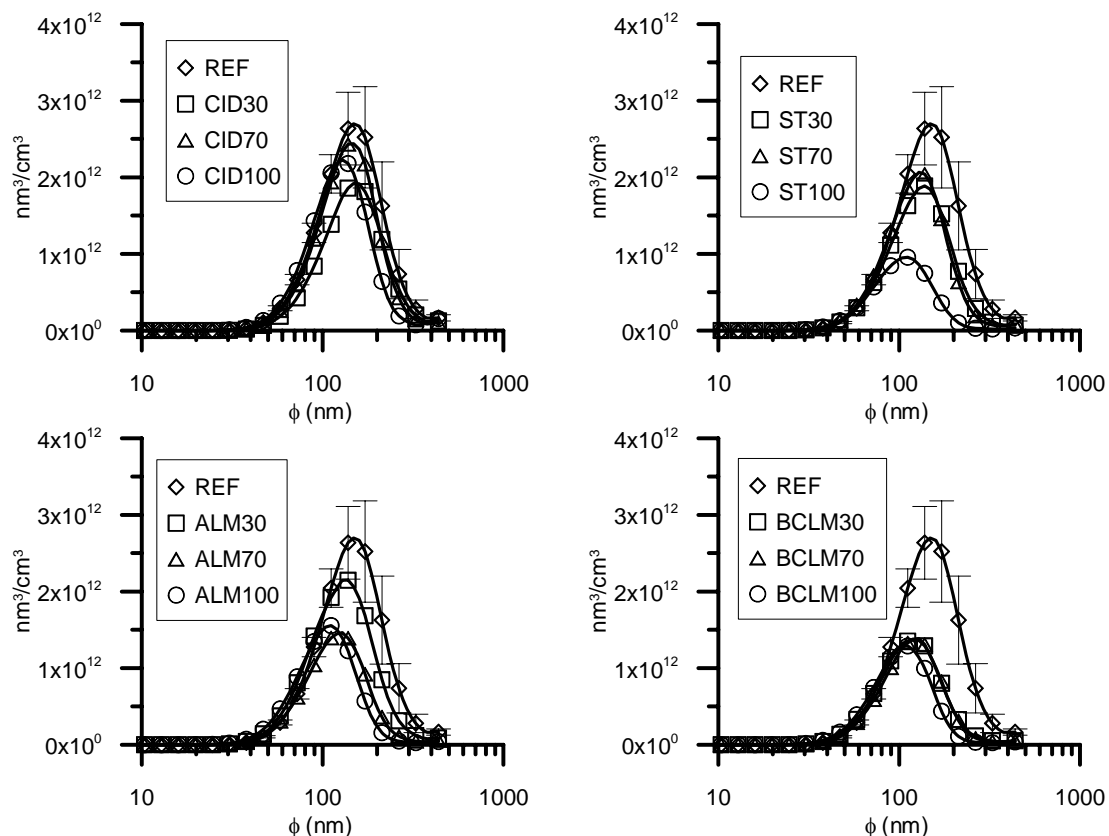 4x10¹²
3x10¹²
2x10¹²
1x10¹²
0x10⁰
nm³/cm³
REF
CID30
CID70
CID100
10
100
1000
ϕ (nm)
4x10¹²
3x10¹²
2x10¹²
1x10¹²
0x10⁰
nm³/cm³
REF
ST30
ST70
ST100
10
100
1000
ϕ (nm)
4x10¹²
3x10¹²
2x10¹²
1x10¹²
0x10⁰
nm³/cm³
REF
ALM30
ALM70
ALM100
10
100
1000
ϕ (nm)
4x10¹²
3x10¹²
2x10¹²
1x10¹²
0x10⁰
nm³/cm³
REF
BCLM30
BCLM70
BCLM100
10
100
1000
ϕ (nm)